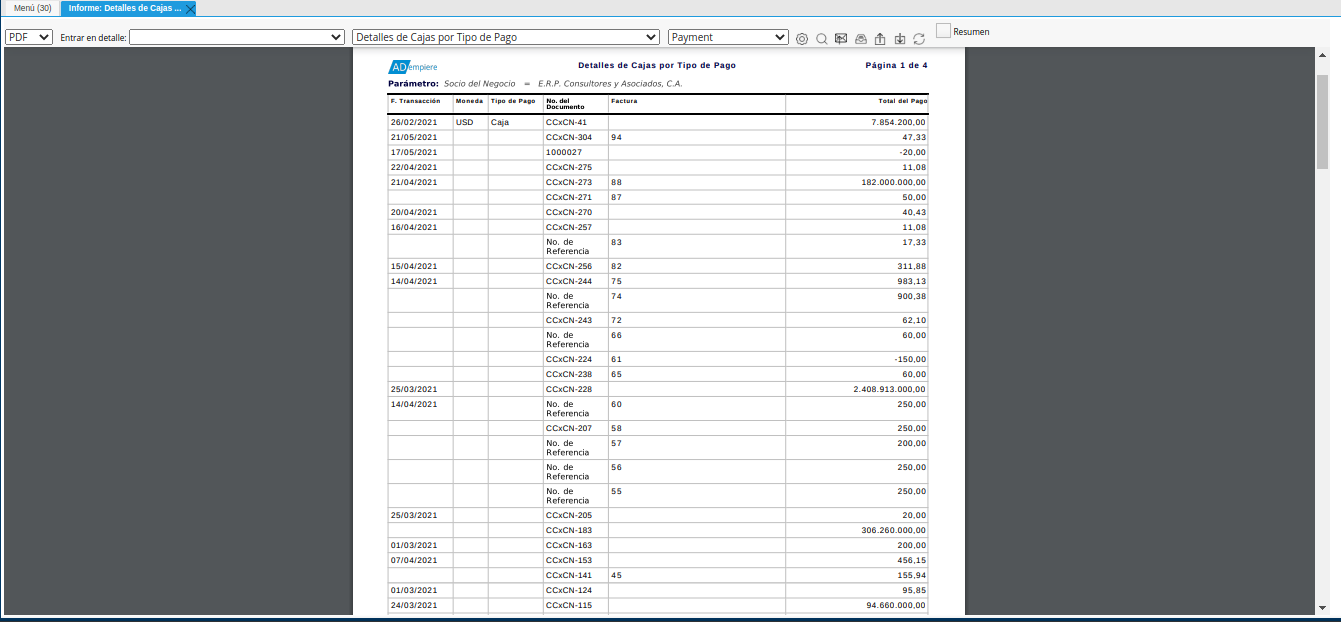 Menú (30) Informe: Detalles de Cajas ...
PDF Entrar en detalle: Detalles de Cajas por Tipo de Pago Payment Resumen
ADempiere Detalles de Cajas por Tipo de Pago Página 1 de 4
Parámetro: Socio del Negocio = E.R.P. Consultores y Asociados, C.A.
F. Transacción Moneda Tipo de Pago No. del Documento Factura Total del Pago
26/02/2021 USD Caja CCxCN-41 7.854.200,00
21/05/2021 CCxCN-304 94 47,33
17/05/2021 1000027 -20,00
22/04/2021 CCxCN-275 11,08
21/04/2021 CCxCN-273 88 182.000.000,00
CCxCN-271 87 50,00
20/04/2021 CCxCN-270 40,43
16/04/2021 CCxCN-257 11,08
No. de Referencia 83 17,33
15/04/2021 CCxCN-256 82 311,88
14/04/2021 CCxCN-244 75 983,13
No. de Referencia 74 900,38
CCxCN-243 72 62,10
No. de Referencia 66 60,00
CCxCN-224 61 -150,00
CCxCN-238 65 60,00
25/03/2021 CCxCN-228 2.408.913.000,00
14/04/2021 No. de Referencia 60 250,00
CCxCN-207 58 250,00
No. de Referencia 57 200,00
No. de Referencia 56 250,00
No. de Referencia 55 250,00
25/03/2021 CCxCN-205 20,00
CCxCN-183 306.260.000,00
01/03/2021 CCxCN-163 200,00
07/04/2021 CCxCN-153 456,15
CCxCN-141 45 155,94
01/03/2021 CCxCN-124 95,85
24/03/2021 CCxCN-115 94.660.000,00